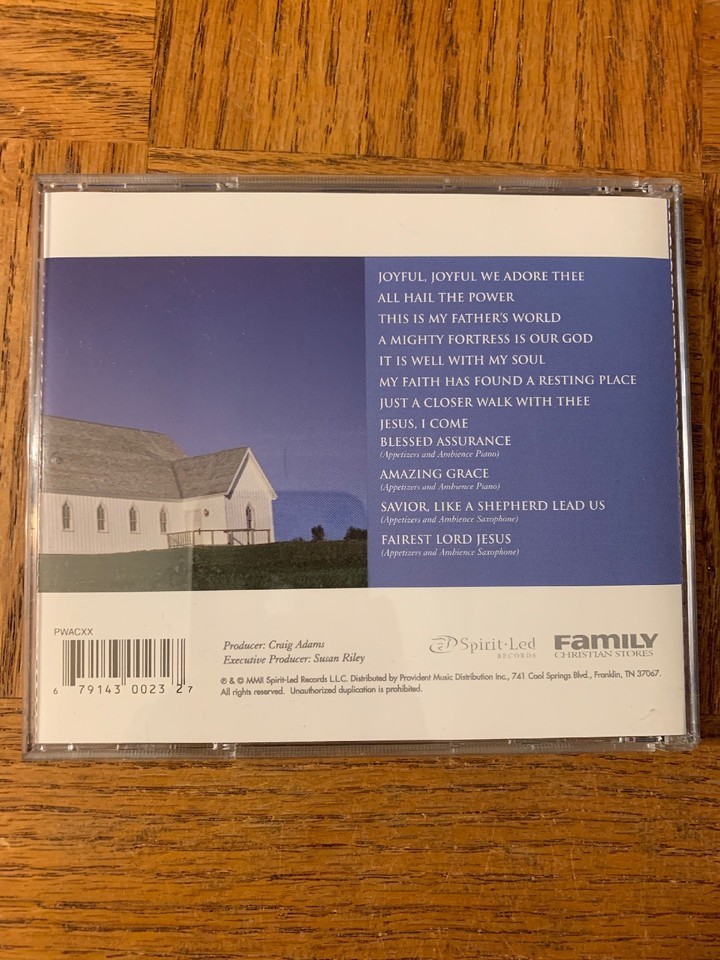 JOYFUL, JOYFUL WE ADORE THEE
ALL HAIL THE POWER
THIS IS MY FATHER'S WORLD
A MIGHTY FORTRESS IS OUR GOD
IT IS WELL WITH MY SOUL
MY FAITH HAS FOUND A RESTING PLACE
JUST A CLOSER WALK WITH THEE
JESUS, I COME
BLESSED ASSURANCE
(Appetizers and Ambience Piano)
AMAZING GRACE
(Appetizers and Ambience Piano)
SAVIOR, LIKE A SHEPHERD LEAD US
(Appetizers and Ambience Saxophone)
FAIREST LORD JESUS
(Appetizers and Ambience Saxophone)
PWACXX
6 79143 0023 2 7
Producer: Craig Adams
Executive Producer: Susan Riley
Spirit·Led
RECORDS
FAMiLY
CHRISTIAN STORES
℗ & © MMII Spirit-Led Records L.L.C. Distributed by Provident Music Distribution Inc., 741 Cool Springs Blvd., Franklin, TN 37067.
All rights reserved. Unauthorized duplication is prohibited.